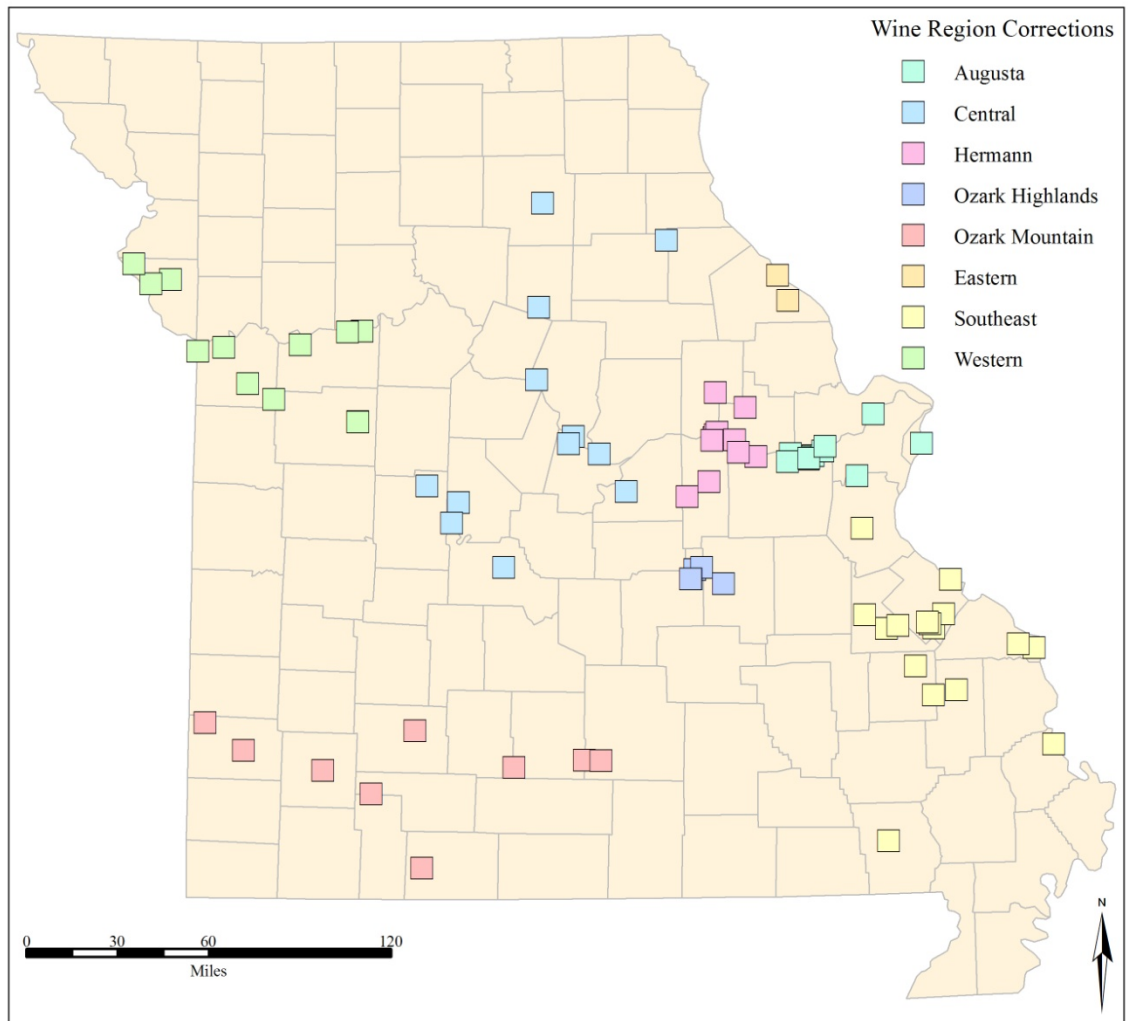 Wine Region Corrections
Augusta
Central
Hermann
Ozark Highlands
Ozark Mountain
Eastern
Southeast
Western
N
0 30 60 120
Miles